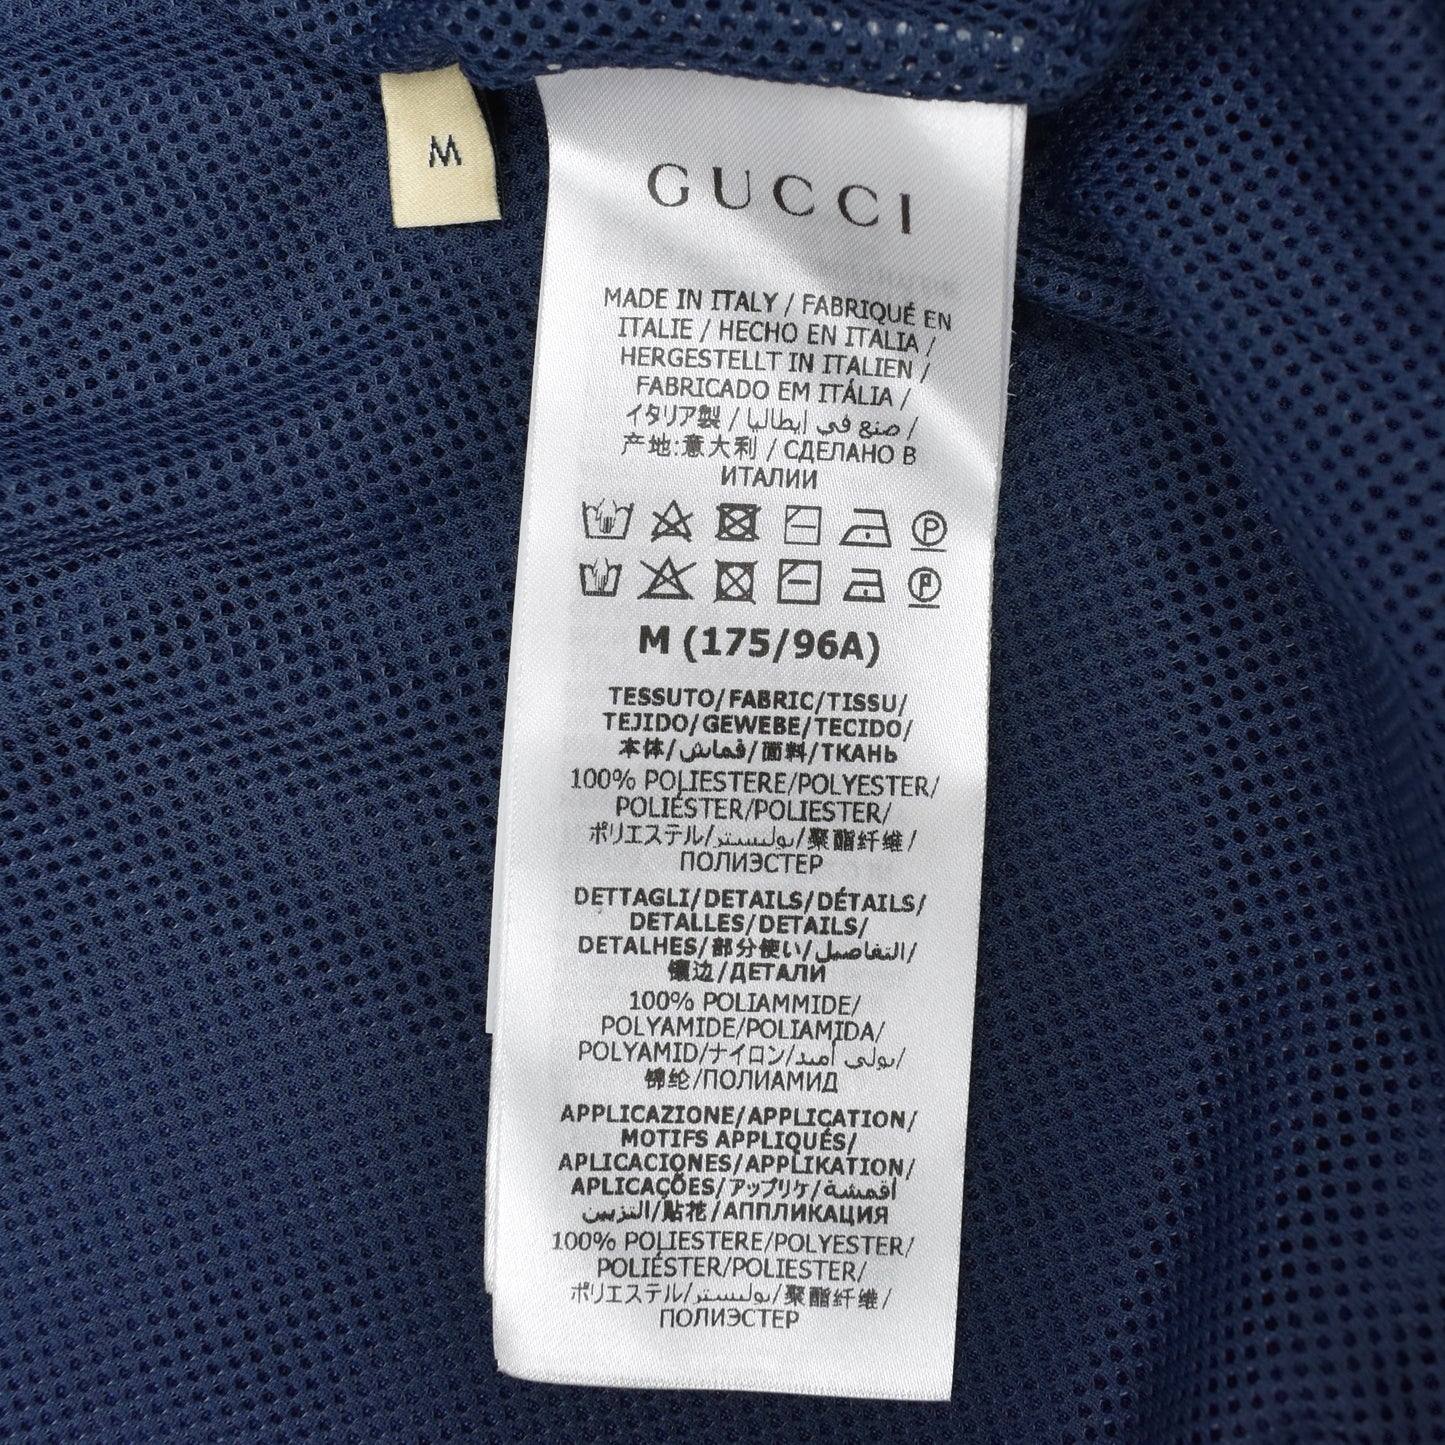 M
GUCCI
MADE IN ITALY / FABRIQUÉ EN
ITALIE / HECHO EN ITALIA /
HERGESTELLT IN ITALIEN /
FABRICADO EM ITÁLIA /
イタリア製 / صنع في إيطاليا /
产地:意大利 / СДЕЛАНО В
ИТАЛИИ
P
P
M (175/96A)
TESSUTO/FABRIC/TISSU/
TEJIDO/GEWEBE/TECIDO/
本体/قماش/面料/ТКАНЬ
100% POLIESTERE/POLYESTER/
POLIÉSTER/POLIESTER/
ポリエステル/بوليستر/聚酯纤维/
ПОЛИЭСТЕР
DETTAGLI/DETAILS/DÉTAILS/
DETALLES/DETAILS/
DETALHES/部分使い/التفاصيل/
镶边/ДЕТАЛИ
100% POLIAMMIDE/
POLYAMIDE/POLIAMIDA/
POLYAMID/ナイロン/بولي أميد/
锦纶/ПОЛИАМИД
APPLICAZIONE/APPLICATION/
MOTIFS APPLIQUÉS/
APLICACIONES/APPLIKATION/
APLICAÇÕES/アップリケ/أقمشة
التزيين/贴花/АППЛИКАЦИЯ
100% POLIESTERE/POLYESTER/
POLIÉSTER/POLIESTER/
ポリエステル/بوليستر/聚酯纤维/
ПОЛИЭСТЕР